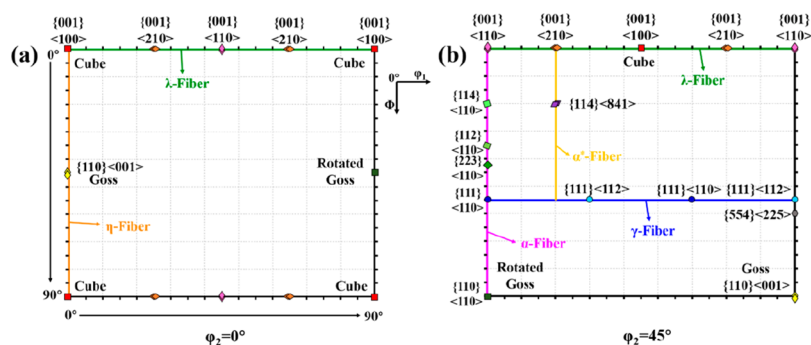 {001} {001} {001} {001} {001}
<100> <210> <110> <210> <100>
(a)
0°
Cube
Cube
λ-Fiber
{110}<001>
Goss
Rotated
Goss
η-Fiber
Cube
Cube
90°
0°
90°
φ2=0°
0°
φ1
Φ
{001} {001} {001} {001} {001}
<110> <210> <100> <210> <110>
(b)
Cube
λ-Fiber
{114}
<110>
{114}<841>
{112}
<110>
{223}
<110>
α*-Fiber
{111}
<110>
{111}<112>
{111}<110>
{111}<112>
{554}<225>
γ-Fiber
α-Fiber
{110}
<110>
Rotated
Goss
Goss
{110}<001>
φ2=45°